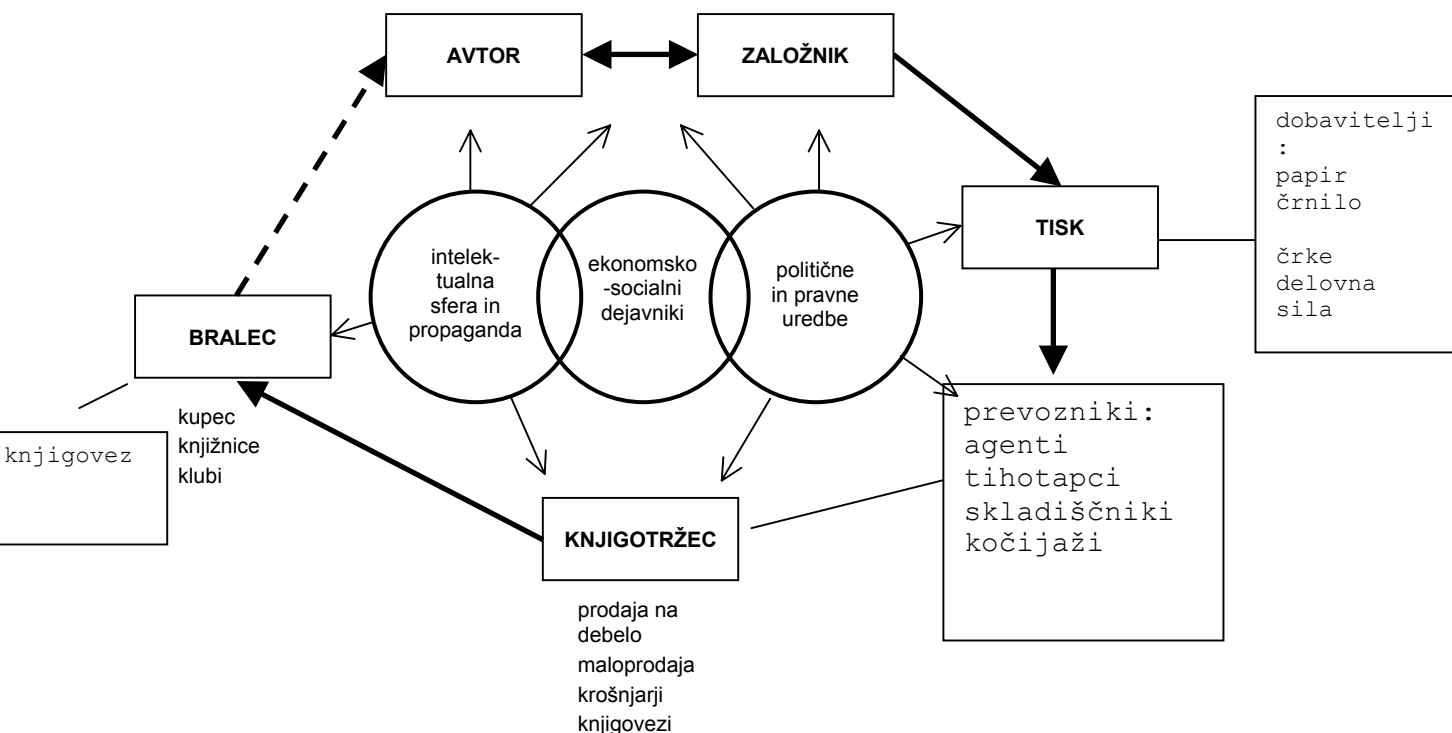 AVTOR
ZALOŽNIK
dobavitelji
:
papir
črnilo
črke
delovna
sila
TISK
intelek-
tualna
sfera in
propaganda
ekonomsko
-socialni
dejavniki
politične
in pravne
uredbe
BRALEC
kupec
knjižnice
klubi
knjigovez
prevozniki:
agenti
tihotapci
skladiščniki
kočijaži
KNJIGOTRŽEC
prodaja na
debelo
maloprodaja
krošnjarji
knjigovezi